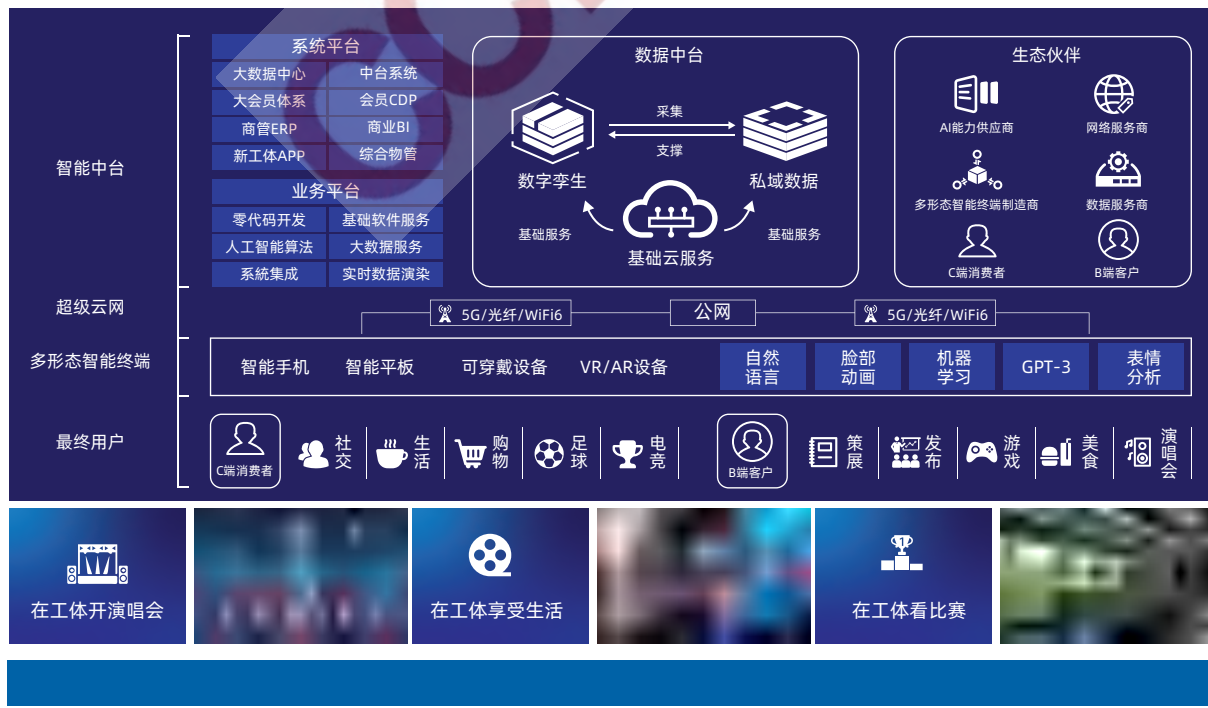 智能中台
系统平台
大数据中心 中台系统
大会员体系 会员CDP
商管ERP 商业BI
新工体APP 综合物管
业务平台
零代码开发 基础软件服务
人工智能算法 大数据服务
系統集成 实时数据演染
数据中台
采集
支撑
数字孪生 私域数据
基础服务 基础服务
基础云服务
生态伙伴
AI能力供应商 网络服务商
多形态智能终端制造商 数据服务商
C端消费者 B端客户
超级云网
5G/光纤/WiFi6 公网 5G/光纤/WiFi6
多形态智能终端
智能手机 智能平板 可穿戴设备 VR/AR设备
自然
语言
脸部
动画
机器
学习
GPT-3
表情
分析
最终用户
C端消费者
社交
生活
购物
足球
电竞
B端客户
策展
发布
游戏
美食
演唱会
在工体开演唱会
在工体享受生活
1
在工体看比赛